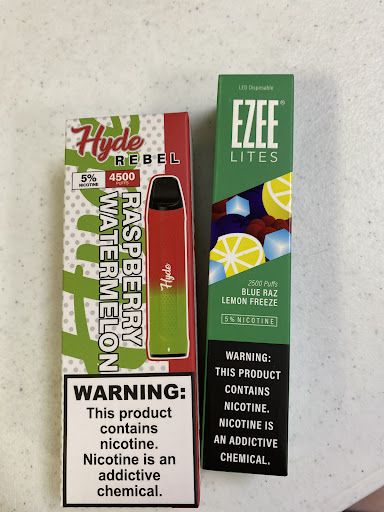 Hyde
REBEL
5%
NICOTINE
4500
PUFFS
RASPBERRY
WATERMELON
Hyde
WARNING:
This product
contains
nicotine.
Nicotine is an
addictive
chemical.
LED Disposable
EZEE®
LITES
2500 Puffs
BLUE RAZ
LEMON FREEZE
5% NICOTINE
WARNING:
THIS PRODUCT
CONTAINS
NICOTINE.
NICOTINE IS
AN ADDICTIVE
CHEMICAL.